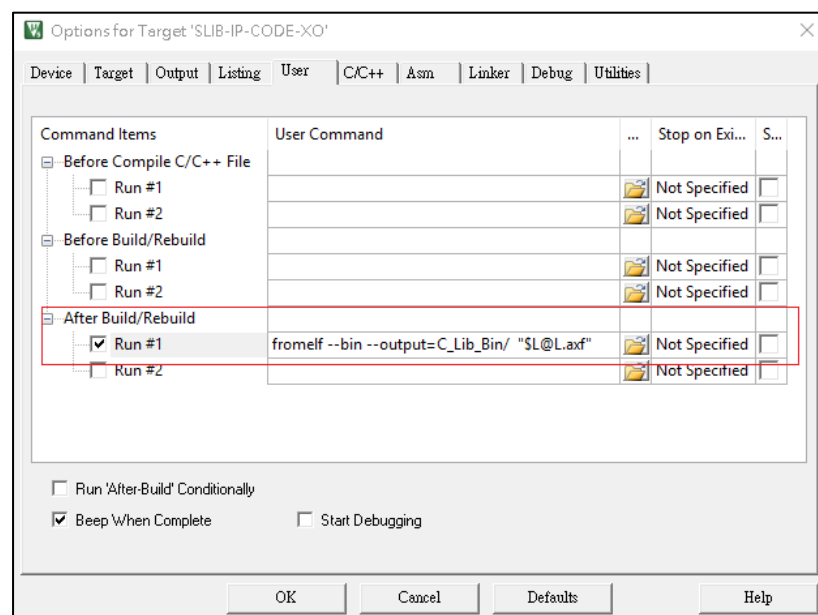 Options for Target 'SLIB-IP-CODE-XO'
Device Target Output Listing User C/C++ Asm Linker Debug Utilities
Command Items User Command ... Stop on Exi... S...
Before Compile C/C++ File
Run #1 Not Specified
Run #2 Not Specified
Before Build/Rebuild
Run #1 Not Specified
Run #2 Not Specified
After Build/Rebuild
Run #1 fromelf --bin --output=C_Lib_Bin/ "$L@L.axf" Not Specified
Run #2 Not Specified
Run 'After-Build' Conditionally
Beep When Complete Start Debugging
OK Cancel Defaults Help